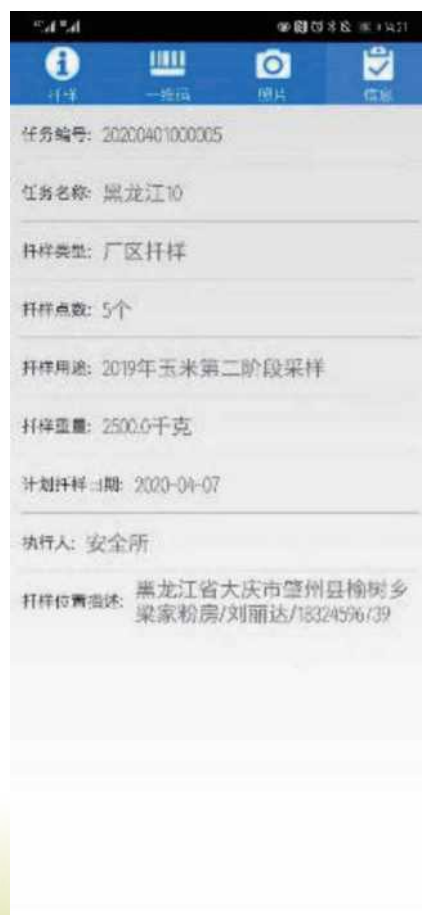 扦样 一维码 照片 信息
任务编号: 20200401000005
任务名称: 黑龙江10
扦样类型: 厂区扦样
扦样点数: 5个
扦样用途: 2019年玉米第二阶段采样
扦样重量: 2500.0千克
计划扦样日期: 2020-04-07
执行人: 安全所
扦样位置描述: 黑龙江省大庆市肇州县榆树乡
梁家粉房/刘丽达/18324596739